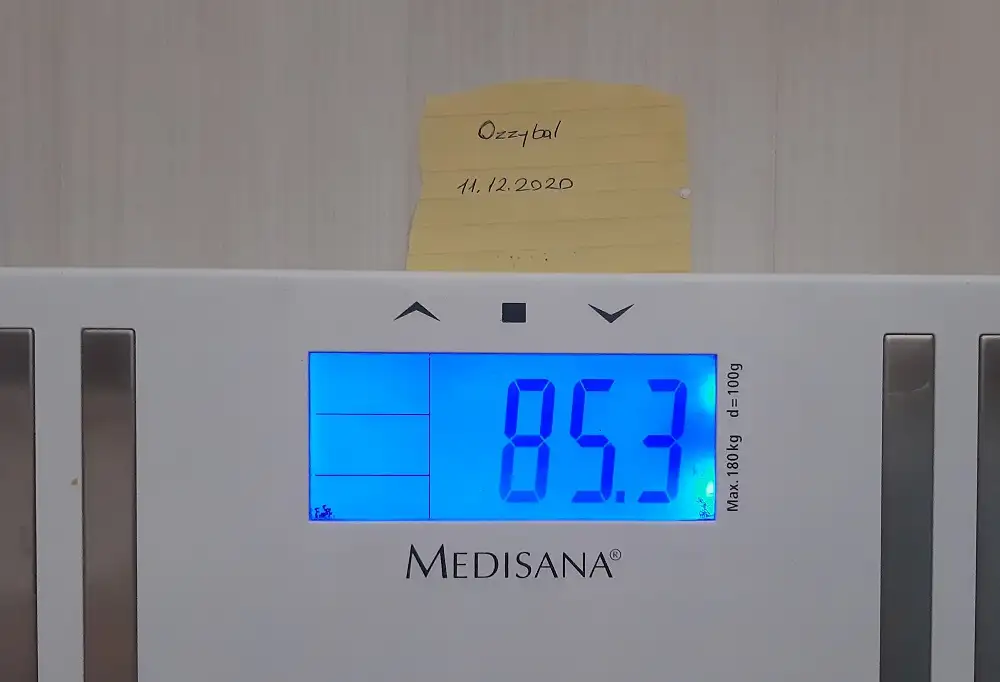 Ozzybal
11.12.2020
85.3
Max. 180 kg d = 100g
MEDISANA®